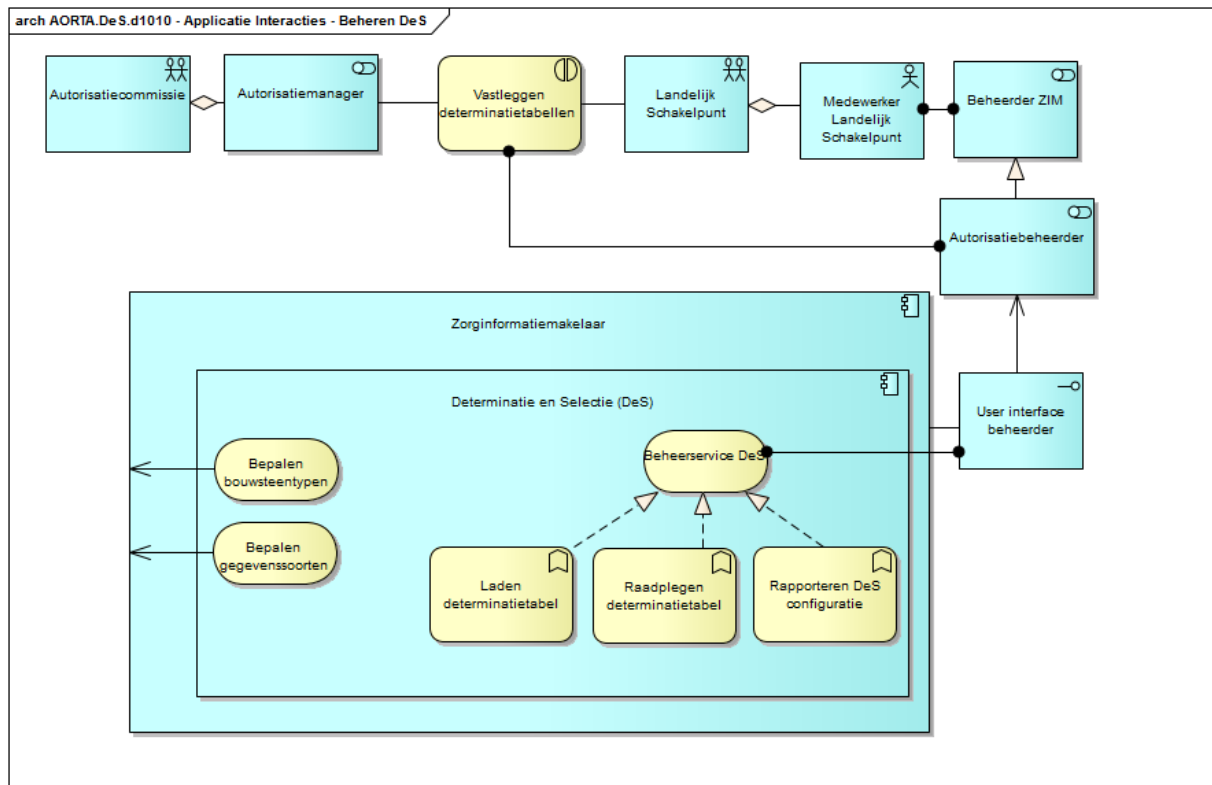 arch AORTA.DeS.d1010 - Applicatie Interacties - Beheren DeS
Autorisatiecommissie
Autorisatiemanager
Vastleggen
determinatietabellen
Landelijk
Schakelpunt
Medewerker
Landelijk
Schakelpunt
Beheerder ZIM
Autorisatiebeheerder
Zorginformatiemakelaar
Determinatie en Selectie (DeS)
User interface
beheerder
Beheerservice DeS
Bepalen
bouwsteentypen
Bepalen
gegevenssoorten
Laden
determinatietabel
Raadplegen
determinatietabel
Rapporteren DeS
configuratie